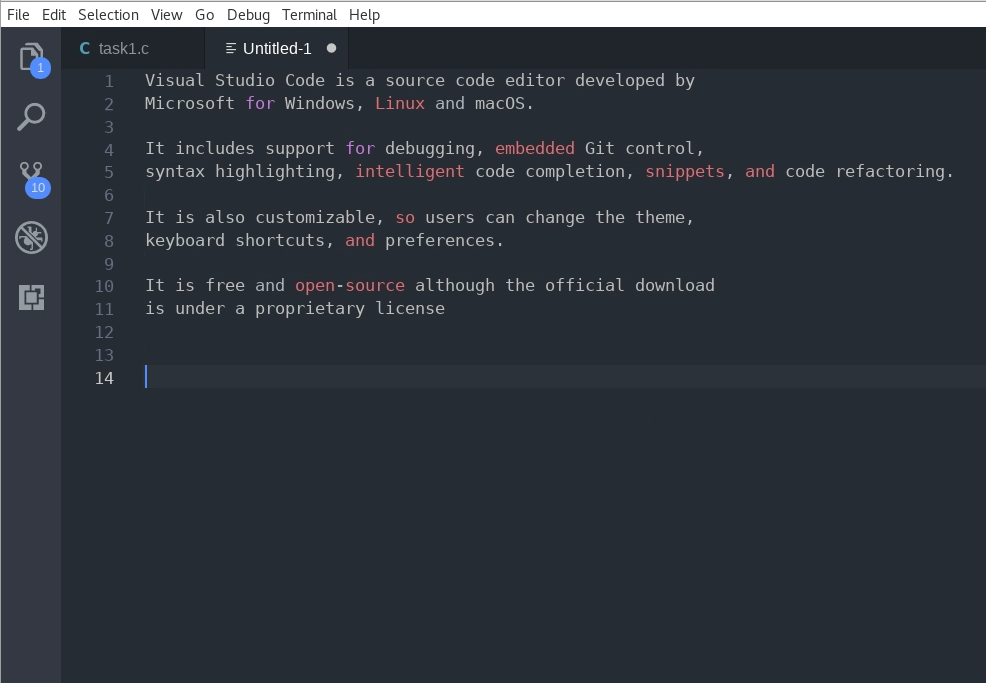 File Edit Selection View Go Debug Terminal Help
C task1.c Untitled-1
1
10
1 Visual Studio Code is a source code editor developed by
2 Microsoft for Windows, Linux and macOS.
3
4 It includes support for debugging, embedded Git control,
5 syntax highlighting, intelligent code completion, snippets, and code refactoring.
6
7 It is also customizable, so users can change the theme,
8 keyboard shortcuts, and preferences.
9
10 It is free and open-source although the official download
11 is under a proprietary license
12
13
14